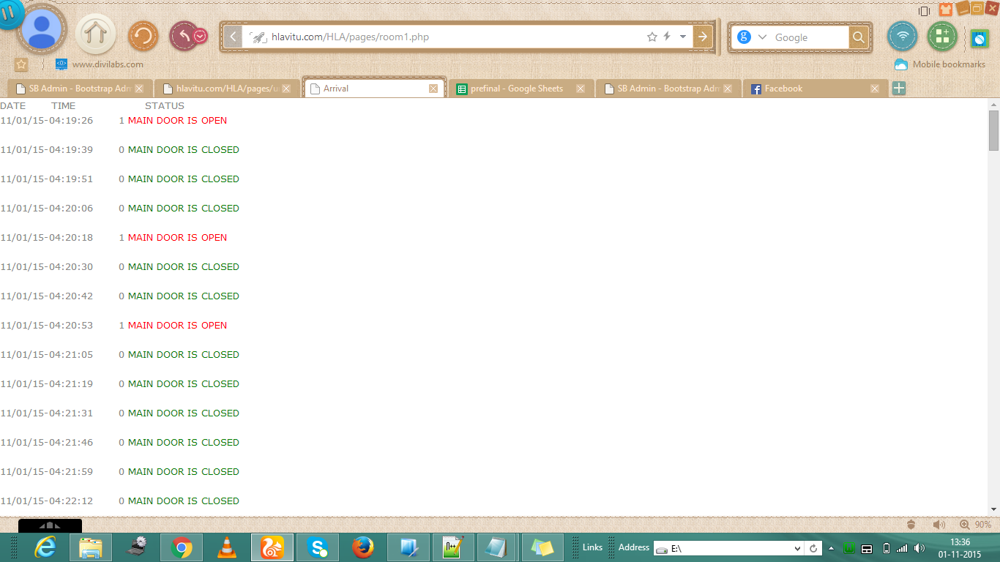 hlavitu.com/HLA/pages/room1.php
g Google
www.divilabs.com
Mobile bookmarks
SB Admin - Bootstrap Adm
hlavitu.com/HLA/pages/u
Arrival
prefinal - Google Sheets
SB Admin - Bootstrap Adm
Facebook
DATE TIME STATUS
11/01/15-04:19:26 1 MAIN DOOR IS OPEN
11/01/15-04:19:39 0 MAIN DOOR IS CLOSED
11/01/15-04:19:51 0 MAIN DOOR IS CLOSED
11/01/15-04:20:06 0 MAIN DOOR IS CLOSED
11/01/15-04:20:18 1 MAIN DOOR IS OPEN
11/01/15-04:20:30 0 MAIN DOOR IS CLOSED
11/01/15-04:20:42 0 MAIN DOOR IS CLOSED
11/01/15-04:20:53 1 MAIN DOOR IS OPEN
11/01/15-04:21:05 0 MAIN DOOR IS CLOSED
11/01/15-04:21:19 0 MAIN DOOR IS CLOSED
11/01/15-04:21:31 0 MAIN DOOR IS CLOSED
11/01/15-04:21:46 0 MAIN DOOR IS CLOSED
11/01/15-04:21:59 0 MAIN DOOR IS CLOSED
11/01/15-04:22:12 0 MAIN DOOR IS CLOSED
90%
Links
Address
E:\
13:36
01-11-2015